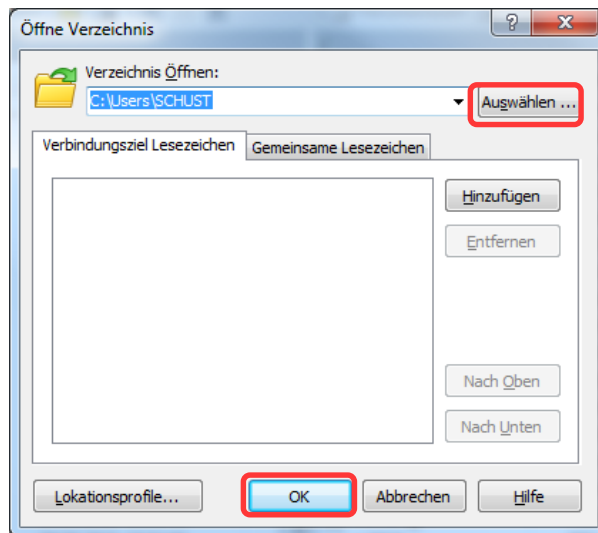 Öffne Verzeichnis
Verzeichnis Öffnen:
C:\Users\SCHUST
Auswählen ...
Verbindungsziel Lesezeichen
Gemeinsame Lesezeichen
Hinzufügen
Entfernen
Nach Oben
Nach Unten
Lokationsprofile...
OK
Abbrechen
Hilfe